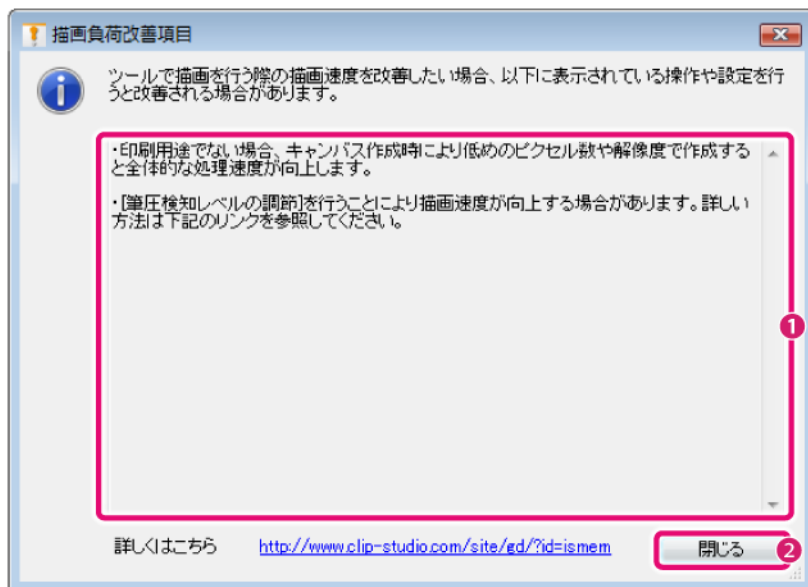 描画負荷改善項目
ツールで描画を行う際の描画速度を改善したい場合、以下に表示されている操作や設定を行
うと改善される場合があります。
・印刷用途でない場合、キャンバス作成時により低めのピクセル数や解像度で作成する
と全体的な処理速度が向上します。
・[筆圧検知レベルの調節]を行うことにより描画速度が向上する場合があります。詳しい
方法は下記のリンクを参照してください。
1
詳しくはこちら http://www.clip-studio.com/site/gd/?id=ismem 閉じる 2